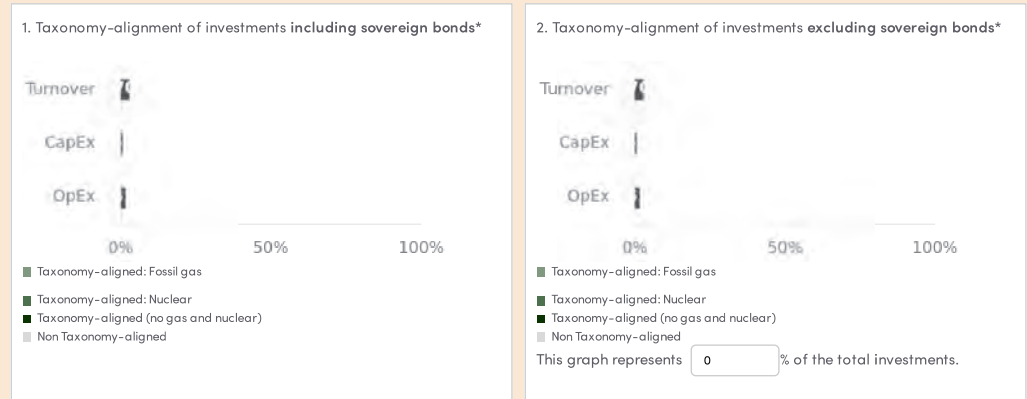 1. Taxonomy-alignment of investments including sovereign bonds*
Turnover
CapEx
OpEx
0% 50% 100%
Taxonomy-aligned: Fossil gas
Taxonomy-aligned: Nuclear
Taxonomy-aligned (no gas and nuclear)
Non Taxonomy-aligned
2. Taxonomy-alignment of investments excluding sovereign bonds*
Turnover
CapEx
OpEx
0% 50% 100%
Taxonomy-aligned: Fossil gas
Taxonomy-aligned: Nuclear
Taxonomy-aligned (no gas and nuclear)
Non Taxonomy-aligned
This graph represents 0 % of the total investments.